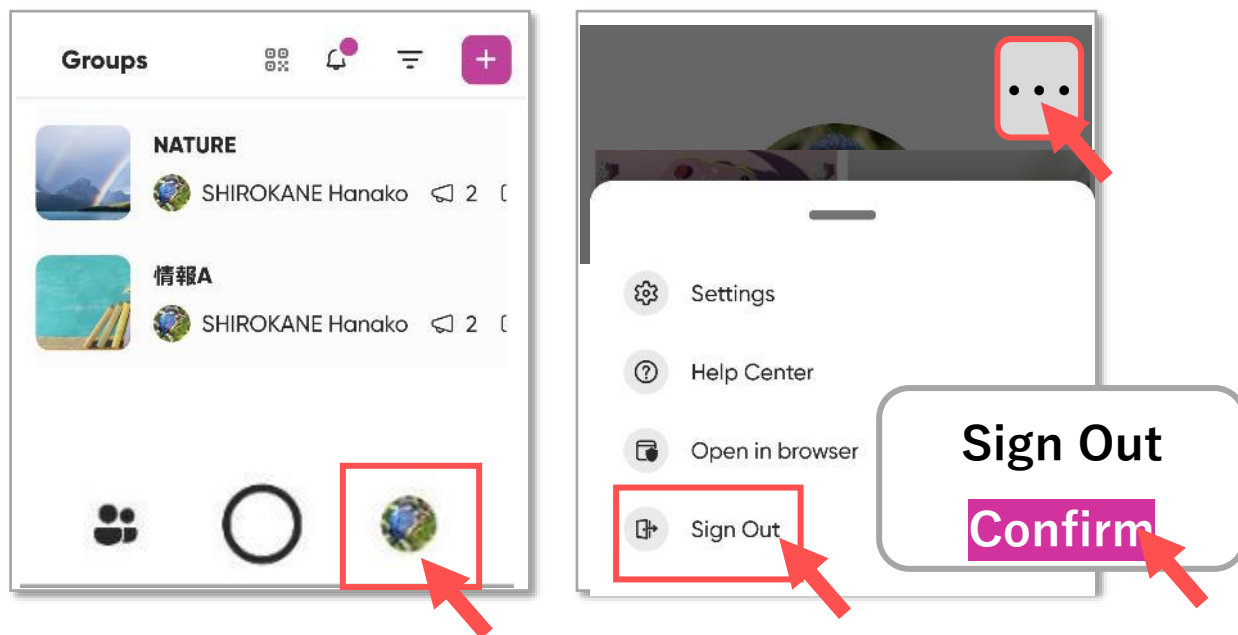 Groups
NATURE
SHIROKANE Hanako 2
情報A
SHIROKANE Hanako 2
Settings
Help Center
Open in browser
Sign Out
Sign Out
Confirm